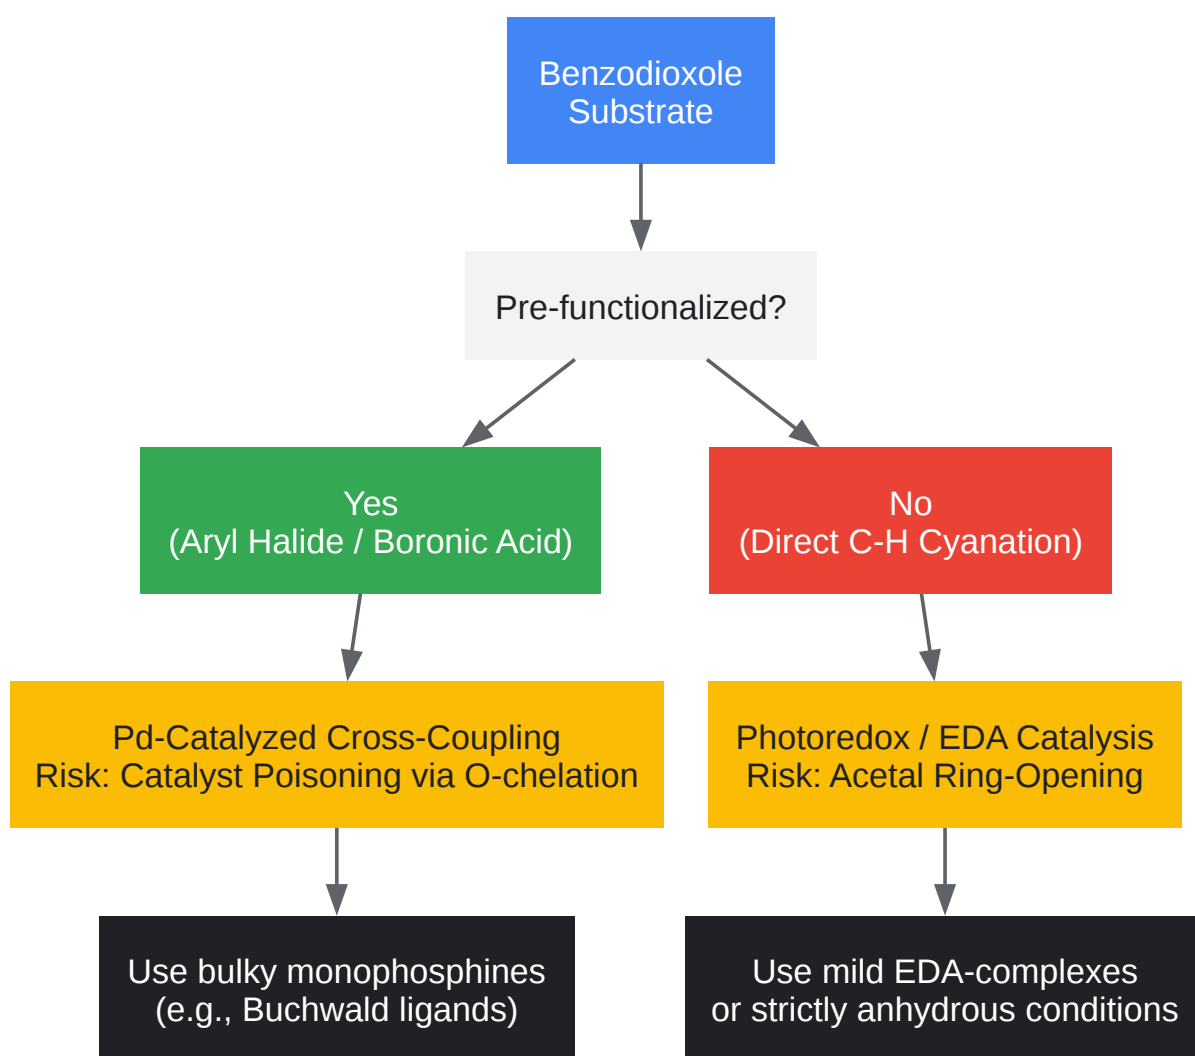 Benzodioxole
Substrate
Pre-functionalized?
Yes
(Aryl Halide / Boronic Acid)
No
(Direct C-H Cyanation)
Pd-Catalyzed Cross-Coupling
Risk: Catalyst Poisoning via O-chelation
Photoredox / EDA Catalysis
Risk: Acetal Ring-Opening
Use bulky monophosphines
(e.g., Buchwald ligands)
Use mild EDA-complexes
or strictly anhydrous conditions